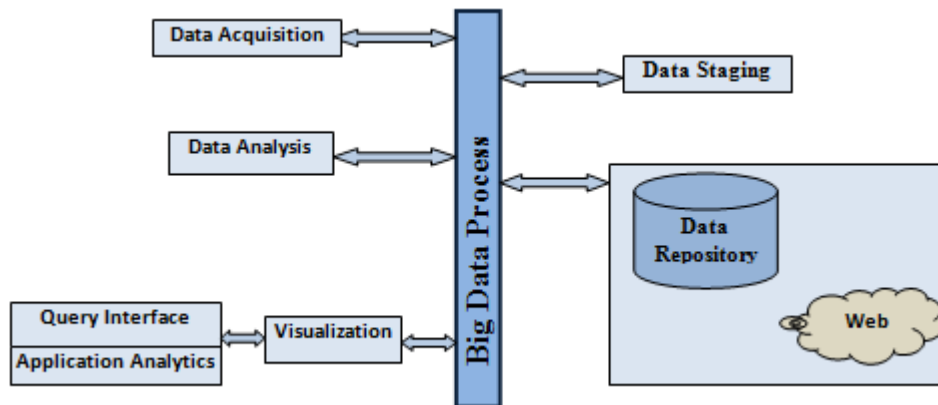 Data Acquisition
Data Staging
Data Analysis
Big Data Process
Data
Repository
Web
Query Interface
Application Analytics
Visualization